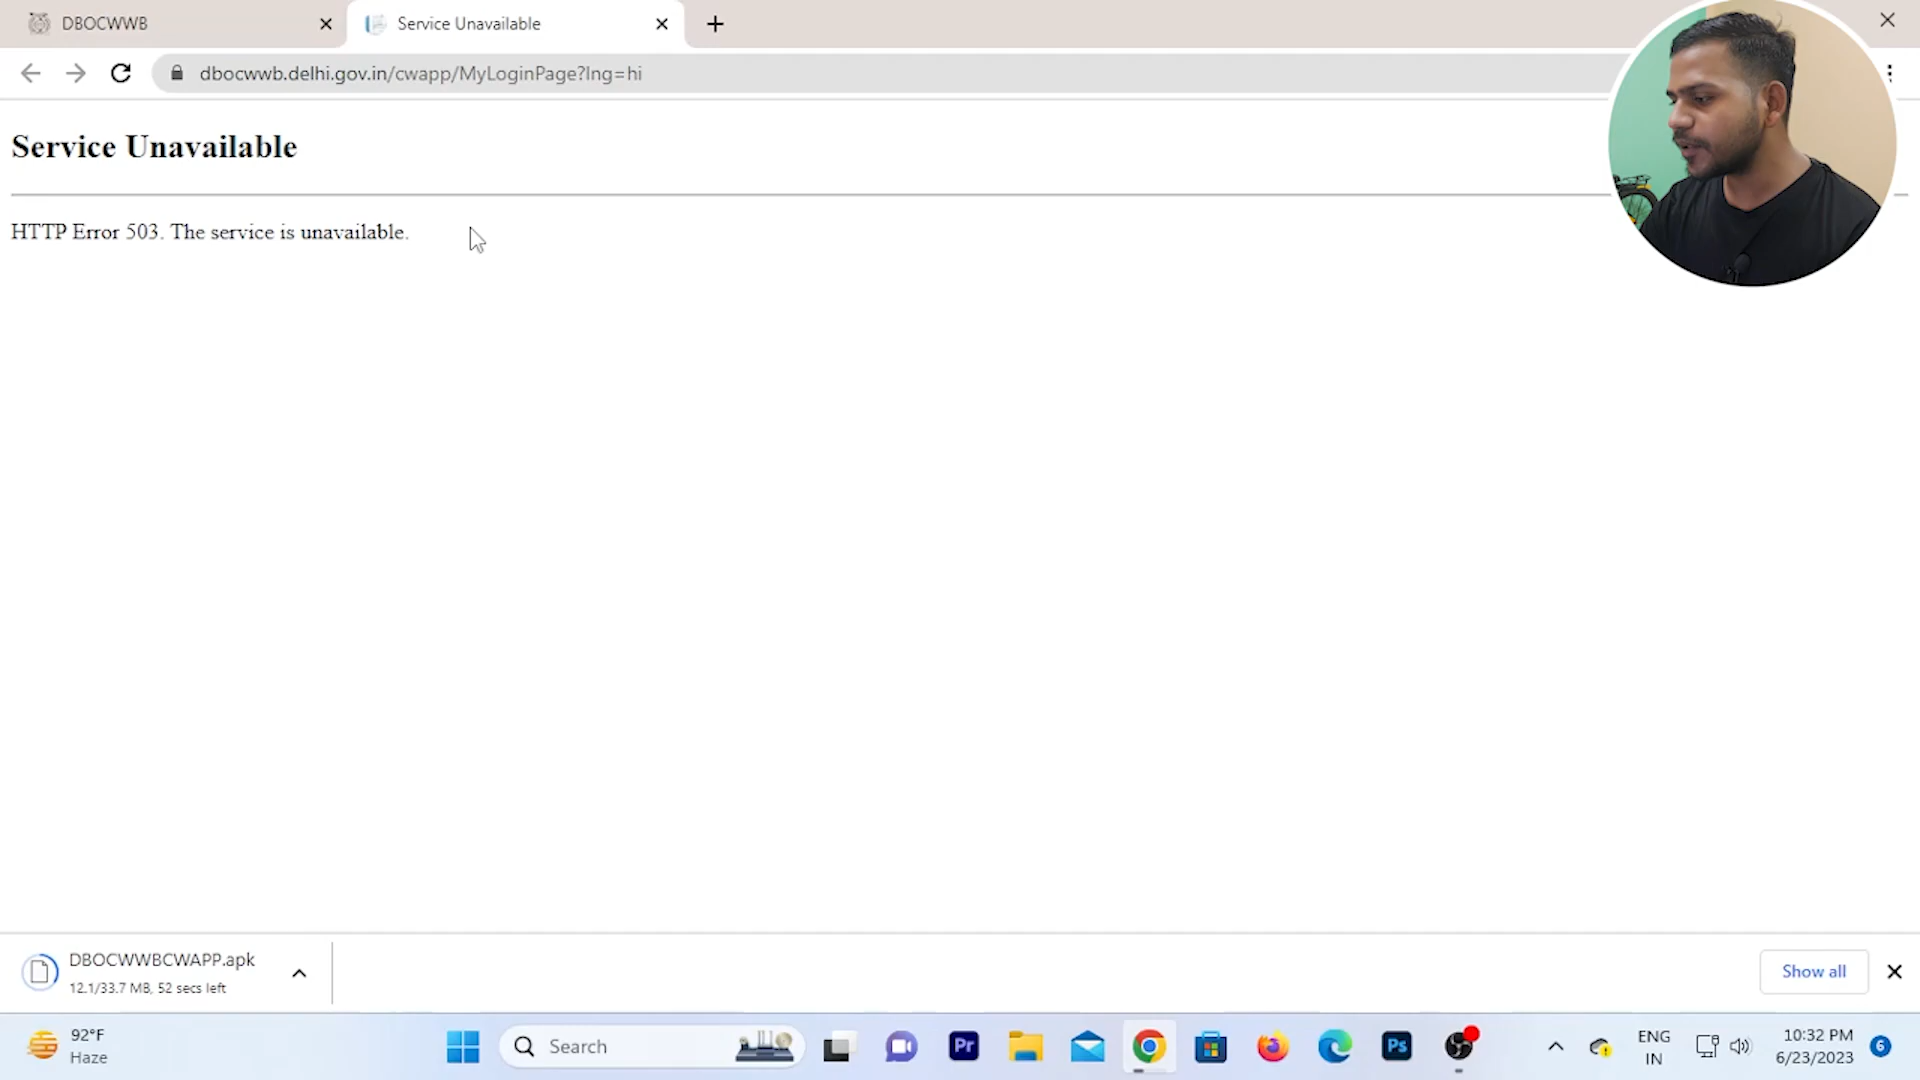 DBOCWWB
Service Unavailable
dbocwwb.delhi.gov.in/cwapp/MyLoginPage?lng=hi
Service Unavailable
HTTP Error 503. The service is unavailable.
DBOCWWBCWAPP.apk
12.1/33.7 MB, 52 secs left
Show all
92°F
Haze
Search
Pr
Ps
ENG
IN
10:32 PM
6/23/2023
6